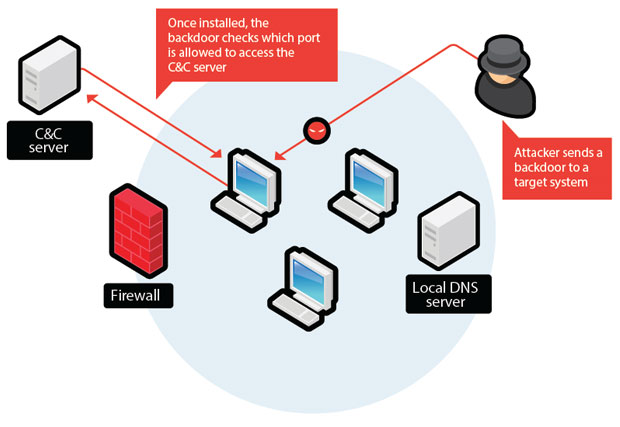 Once installed, the
backdoor checks which port
is allowed to access the
C&C server
C&C
server
Attacker sends a
backdoor to a
target system
Firewall
Local DNS
server